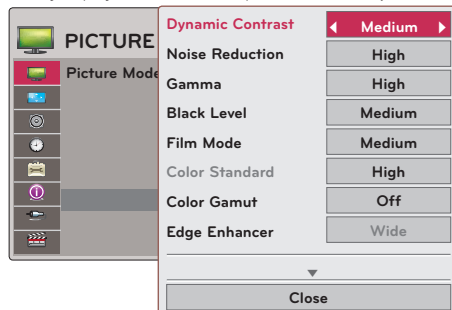 PICTURE
Picture Mode
Dynamic Contrast Medium
Noise Reduction High
Gamma High
Black Level Medium
Film Mode Medium
Color Standard High
Color Gamut Off
Edge Enhancer Wide
Close